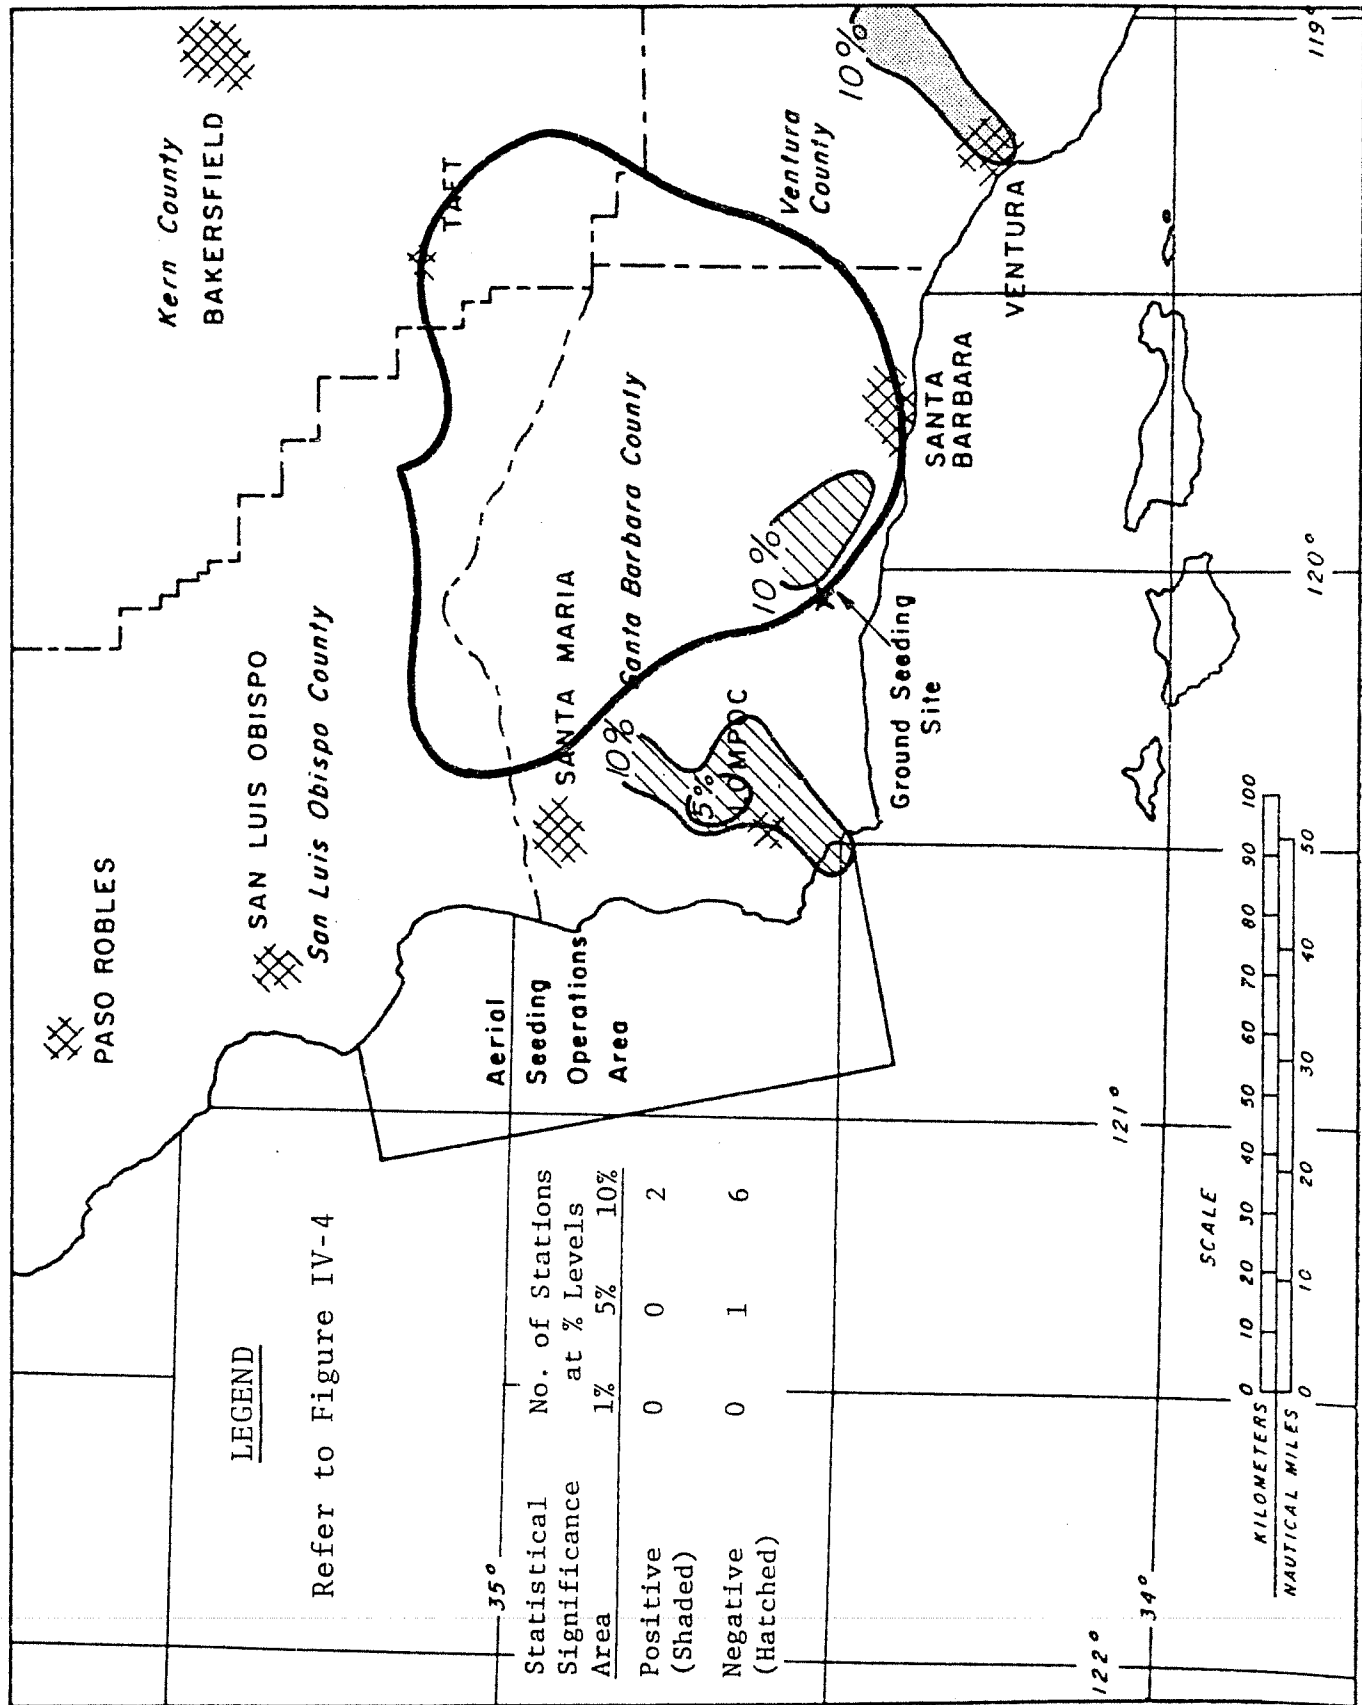 LEGEND
Refer to Figure IV-4
Statistical No. of Stations
Significance at % Levels
Area 1% 5% 10%
Positive 0 0 2
(Shaded)
Negative 0 1 6
(Hatched)
PASO ROBLES
SAN LUIS OBISPO
San Luis Obispo County
Kern County
BAKERSFIELD
TAFT
Aerial
Seeding
Operations
Area
SANTA MARIA
Santa Barbara County
10%
5%
LOMPOC
10%
Ventura
County
10%
Ground Seeding
Site
SANTA
BARBARA
VENTURA
35°
34°
122°
121°
120°
119°
SCALE
KILOMETERS 0 10 20 30 40 50 60 70 80 90 100
NAUTICAL MILES 0 10 20 30 40 50